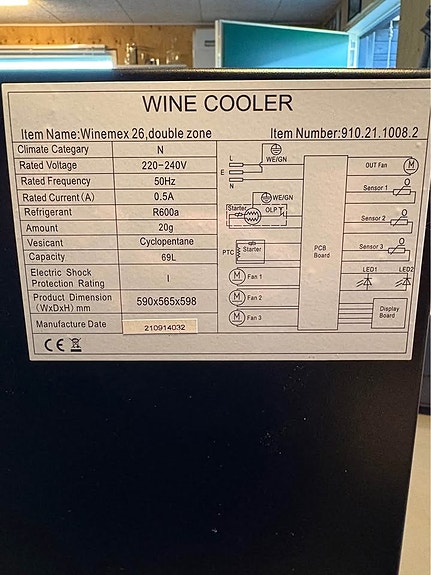 WINE COOLER
Item Name:Winemex 26,double zone Item Number:910.21.1008.2
Climate Categary N
Rated Voltage 220-240V
Rated Frequency 50Hz
Rated Current (A) 0.5A
Refrigerant R600a
Amount 20g
Vesicant Cyclopentane
Capacity 69L
Electric Shock
Protection Rating I
Product Dimension
(WxDxH) mm 590x565x598
Manufacture Date 210914032
CE
L
E
N
WE/GN
WE/GN
Starter
OLP
PTC
Starter
M Fan 1
M Fan 2
M Fan 3
PCB
Board
OUT Fan M
Sensor 1
Sensor 2
Sensor 3
LED1 LED2
Display
Board